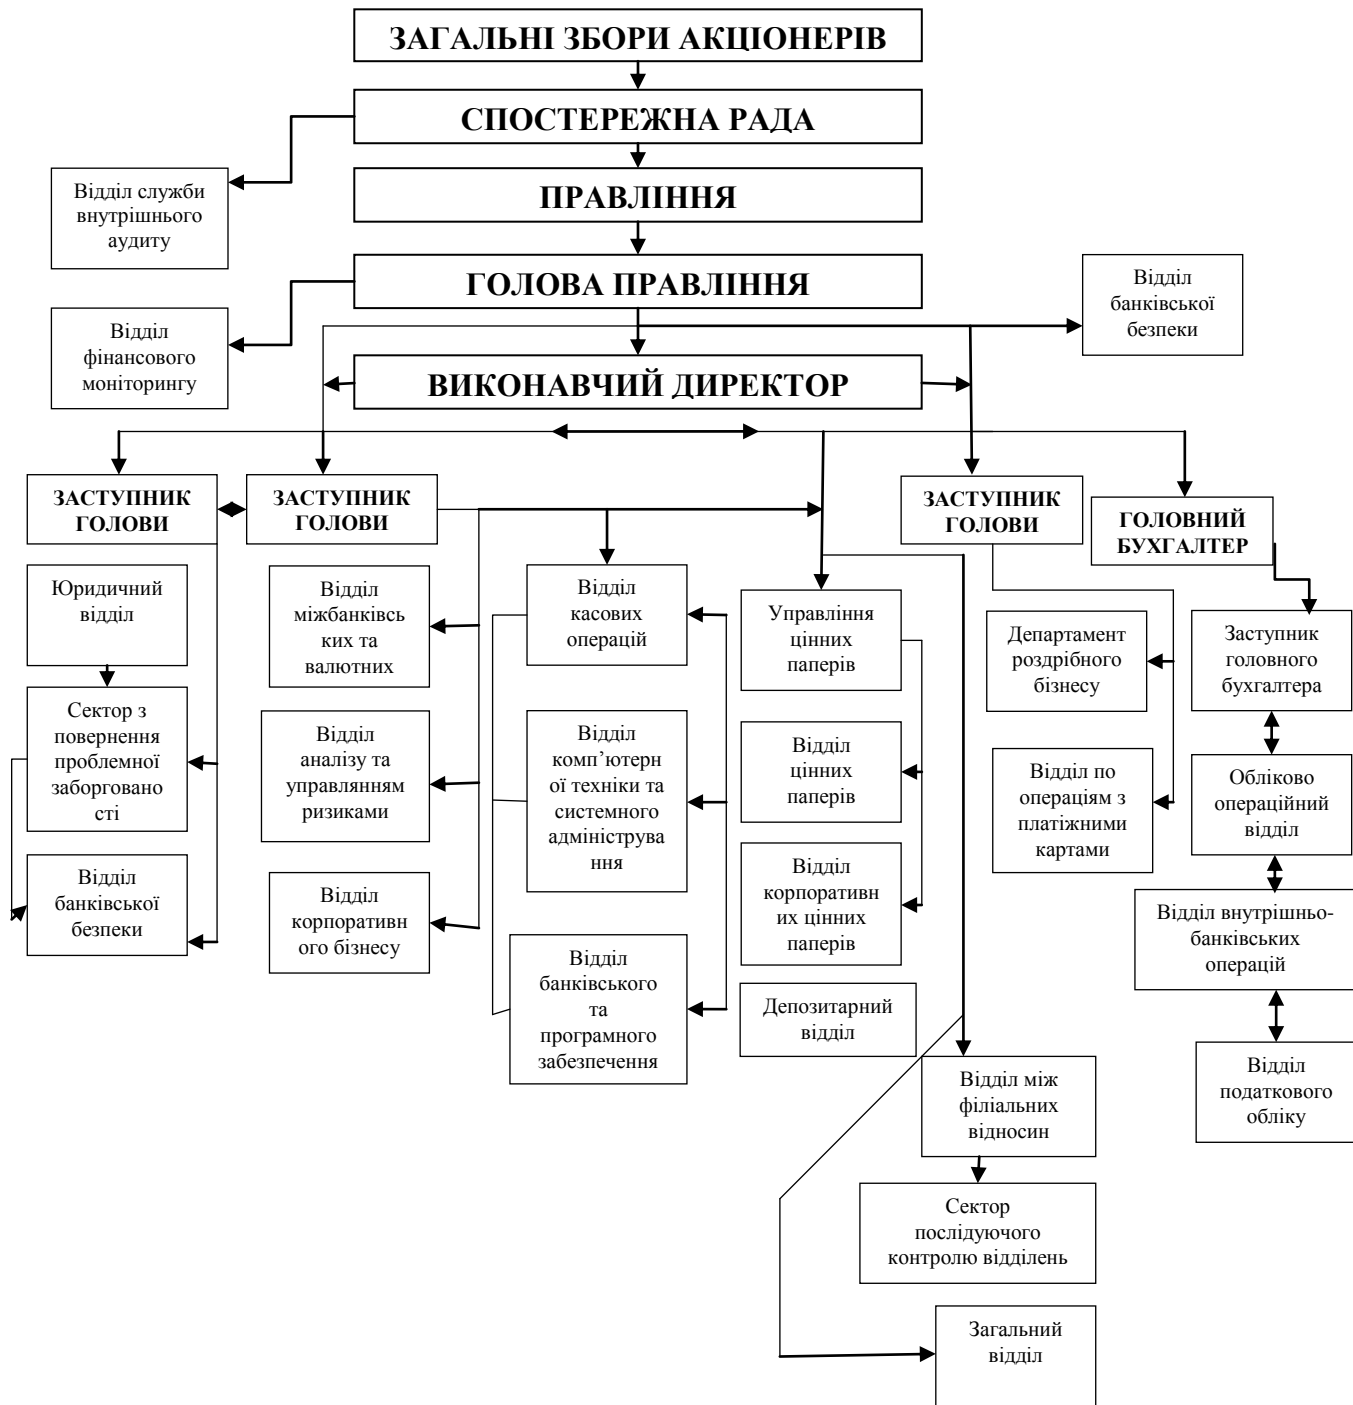 ЗАГАЛЬНІ ЗБОРИ АКЦІОНЕРІВ
СПОСТЕРЕЖНА РАДА
Відділ служби
внутрішнього
аудиту
ПРАВЛІННЯ
ГОЛОВА ПРАВЛІННЯ
Відділ
банківської
безпеки
Відділ
фінансового
моніторингу
ВИКОНАВЧИЙ ДИРЕКТОР
ЗАСТУПНИК
ГОЛОВИ
ЗАСТУПНИК
ГОЛОВИ
ЗАСТУПНИК
ГОЛОВИ
ГОЛОВНИЙ
БУХГАЛТЕР
Юридичний
відділ
Сектор з
повернення
проблемної
заборговано
сті
Відділ
банківської
безпеки
Відділ
міжбанківсь
ких та
валютних
Відділ
аналізу та
управлянням
ризиками
Відділ
корпоративн
ого бізнесу
Відділ
касових
операцій
Відділ
комп’ютерн
ої техніки та
системного
адмініструва
ння
Відділ
банківського
та
програмного
забезпечення
Управління
цінних
паперів
Відділ
цінних
паперів
Відділ
корпоративн
их цінних
паперів
Депозитарний
відділ
Відділ між
філіальних
відносин
Сектор
послідуючого
контролю відділень
Загальний
відділ
Департамент
роздрібного
бізнесу
Відділ по
операціям з
платіжними
картами
Заступник
головного
бухгалтера
Обліково
операційний
відділ
Відділ внутрішньо-
банківських
операцій
Відділ
податкового
обліку